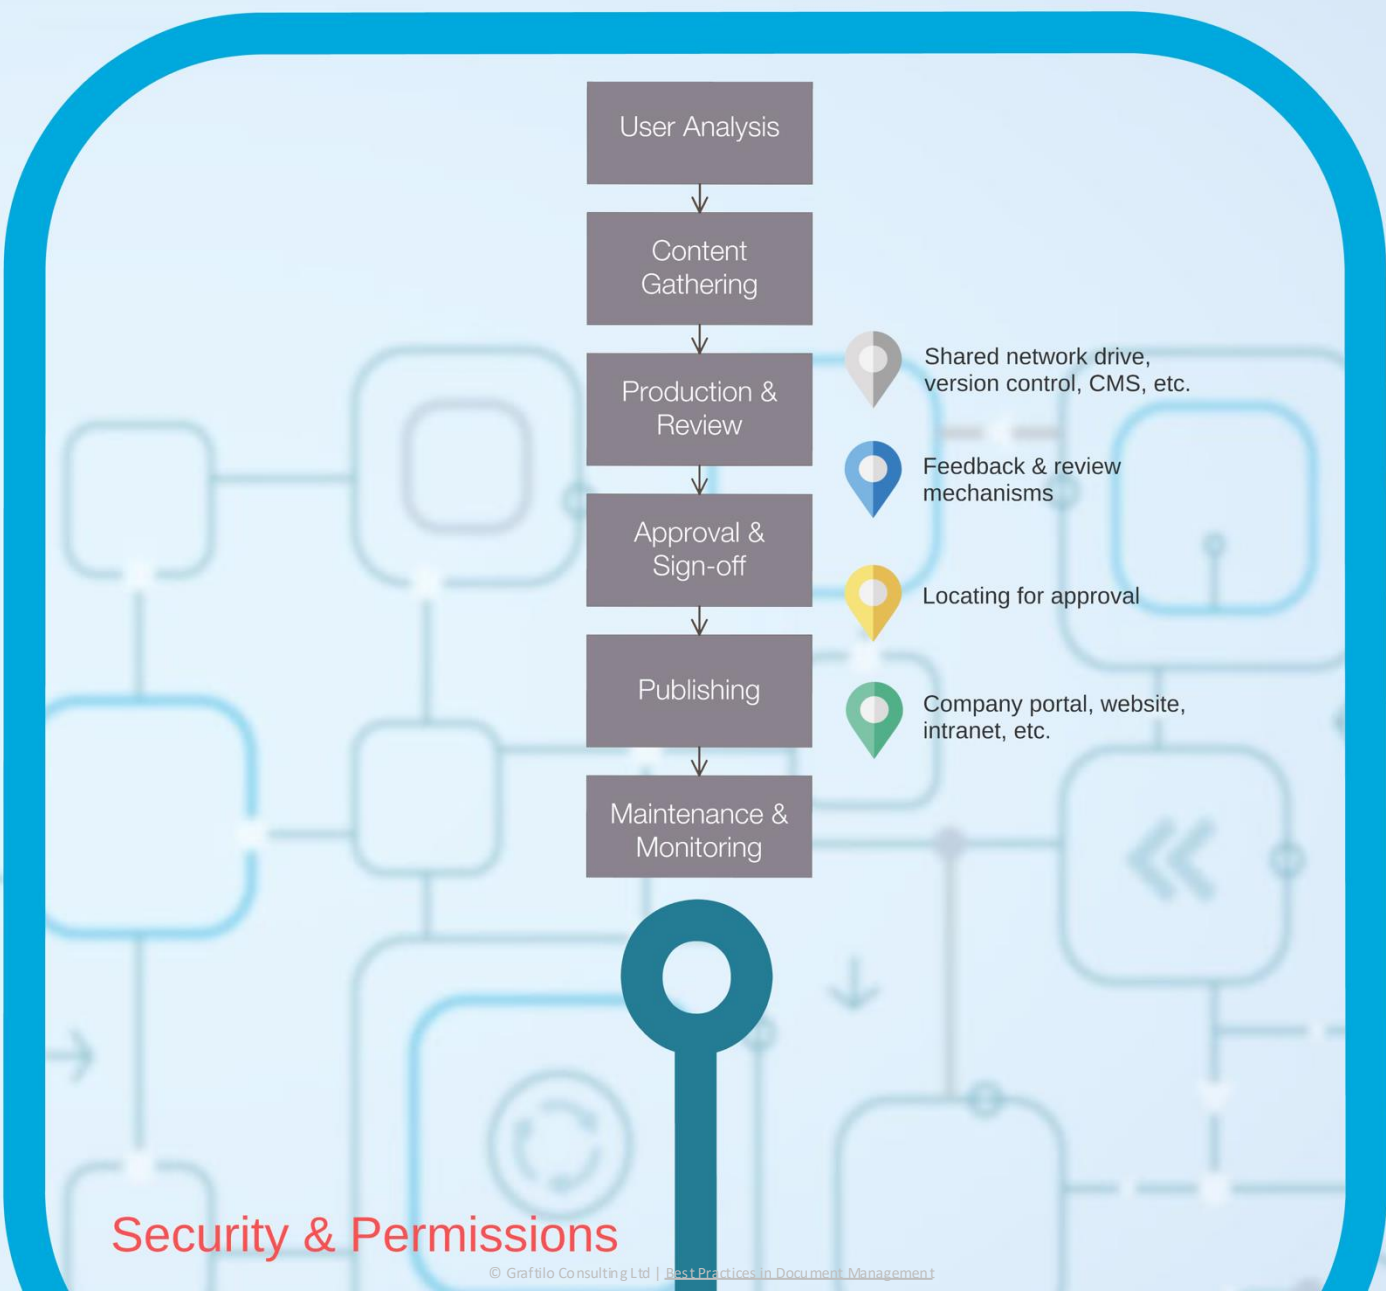 User Analysis
Content
Gathering
Production &
Review
Shared network drive,
version control, CMS, etc.
Feedback & review
mechanisms
Approval &
Sign-off
Locating for approval
Publishing
Company portal, website,
intranet, etc.
Maintenance &
Monitoring
Security & Permissions
© Graftilo Consulting Ltd | Best Practices in Document Management